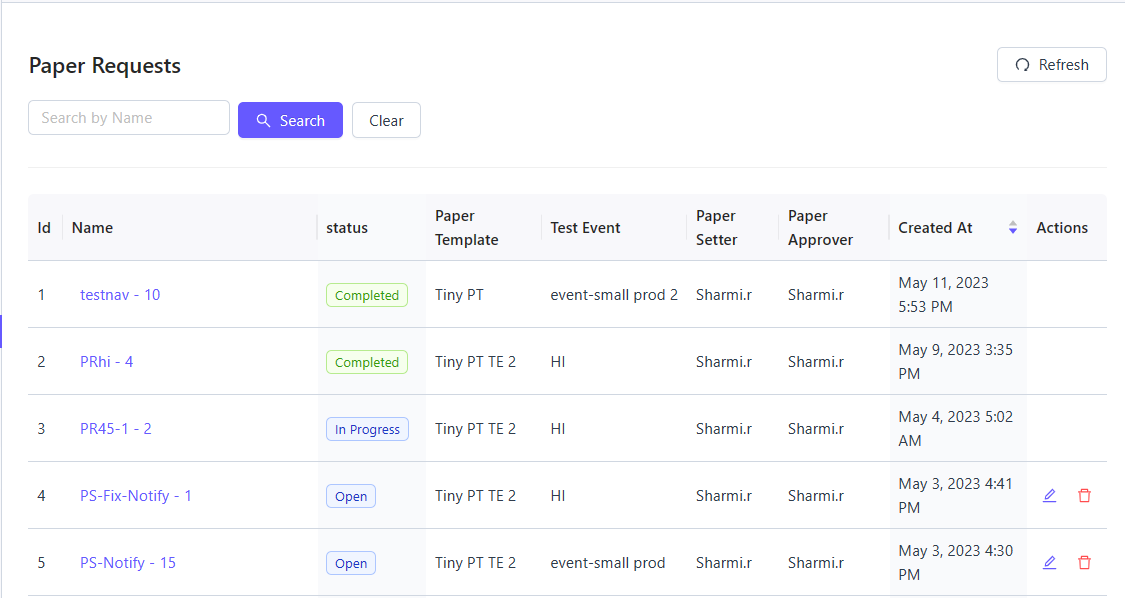 Paper Requests
Refresh
Search by Name
Search
Clear
Id Name status Paper Template Test Event Paper Setter Paper Approver Created At Actions
1 testnav - 10 Completed Tiny PT event-small prod 2 Sharmi.r Sharmi.r May 11, 2023 5:53 PM
2 PRhi - 4 Completed Tiny PT TE 2 HI Sharmi.r Sharmi.r May 9, 2023 3:35 PM
3 PR45-1 - 2 In Progress Tiny PT TE 2 HI Sharmi.r Sharmi.r May 4, 2023 5:02 AM
4 PS-Fix-Notify - 1 Open Tiny PT TE 2 HI Sharmi.r Sharmi.r May 3, 2023 4:41 PM
5 PS-Notify - 15 Open Tiny PT TE 2 event-small prod Sharmi.r Sharmi.r May 3, 2023 4:30 PM